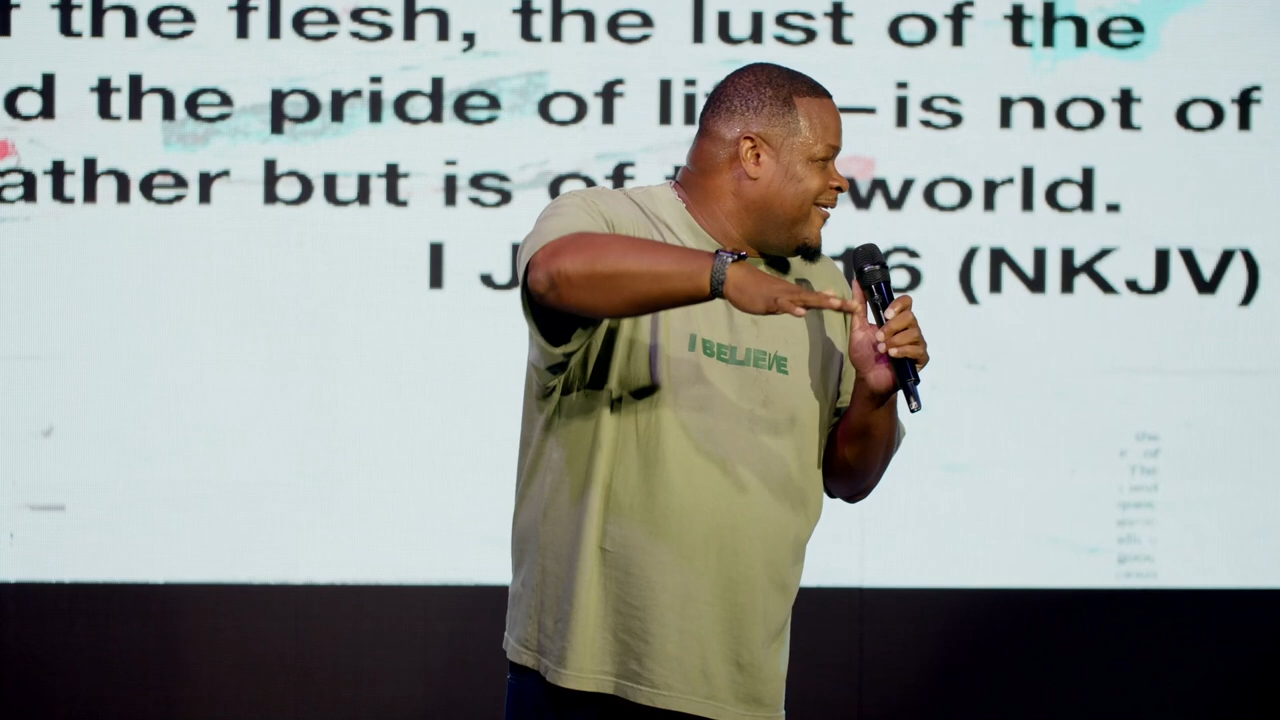 f the flesh, the lust of the
d the pride of li – is not of
ather but is of world.
I J 16 (NKJV)
I BELIEVE